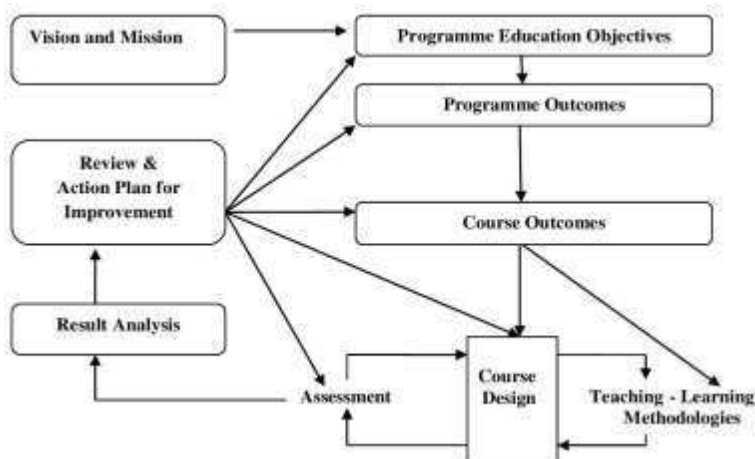 Vision and Mission
Programme Education Objectives
Programme Outcomes
Review &
Action Plan for
Improvement
Course Outcomes
Result Analysis
Assessment
Course
Design
Teaching - Learning
Methodologies